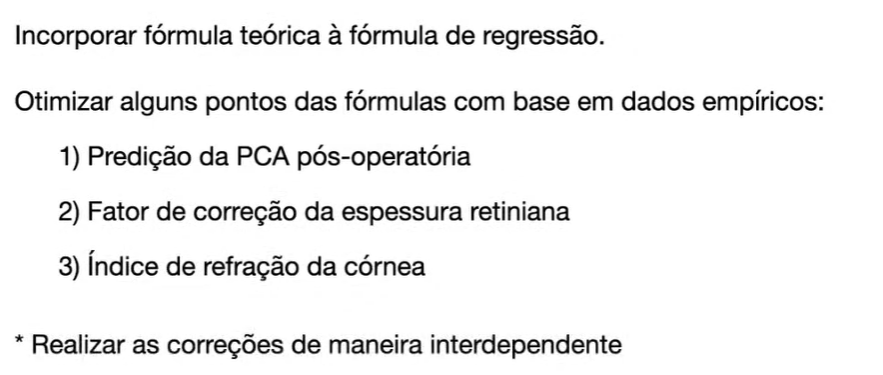 Incorporar fórmula teórica à fórmula de regressão.
Otimizar alguns pontos das fórmulas com base em dados empíricos:
1) Predição da PCA pós-operatória
2) Fator de correção da espessura retiniana
3) Índice de refração da córnea
* Realizar as correções de maneira interdependente